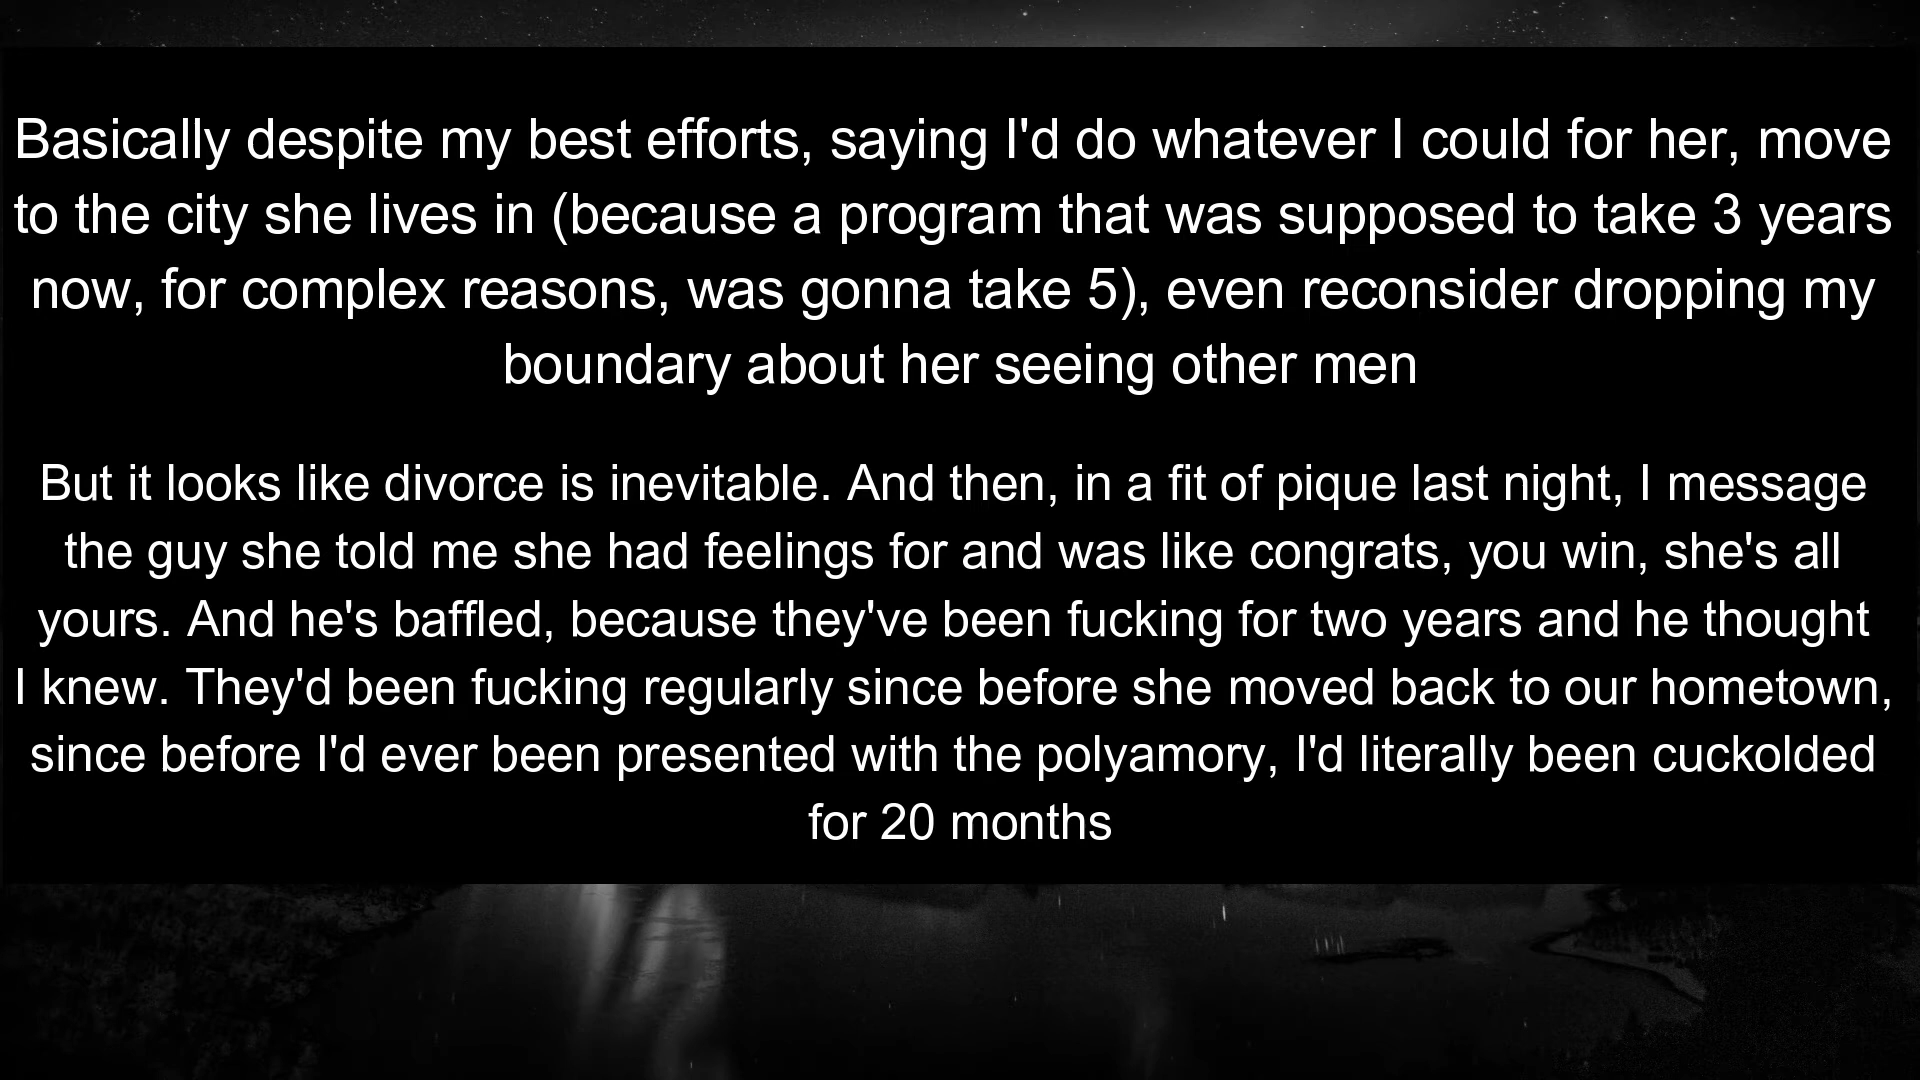 Basically despite my best efforts, saying I'd do whatever I could for her, move
to the city she lives in (because a program that was supposed to take 3 years
now, for complex reasons, was gonna take 5), even reconsider dropping my
boundary about her seeing other men
But it looks like divorce is inevitable. And then, in a fit of pique last night, I message
the guy she told me she had feelings for and was like congrats, you win, she's all
yours. And he's baffled, because they've been fucking for two years and he thought
I knew. They'd been fucking regularly since before she moved back to our hometown,
since before I'd ever been presented with the polyamory, I'd literally been cuckolded
for 20 months